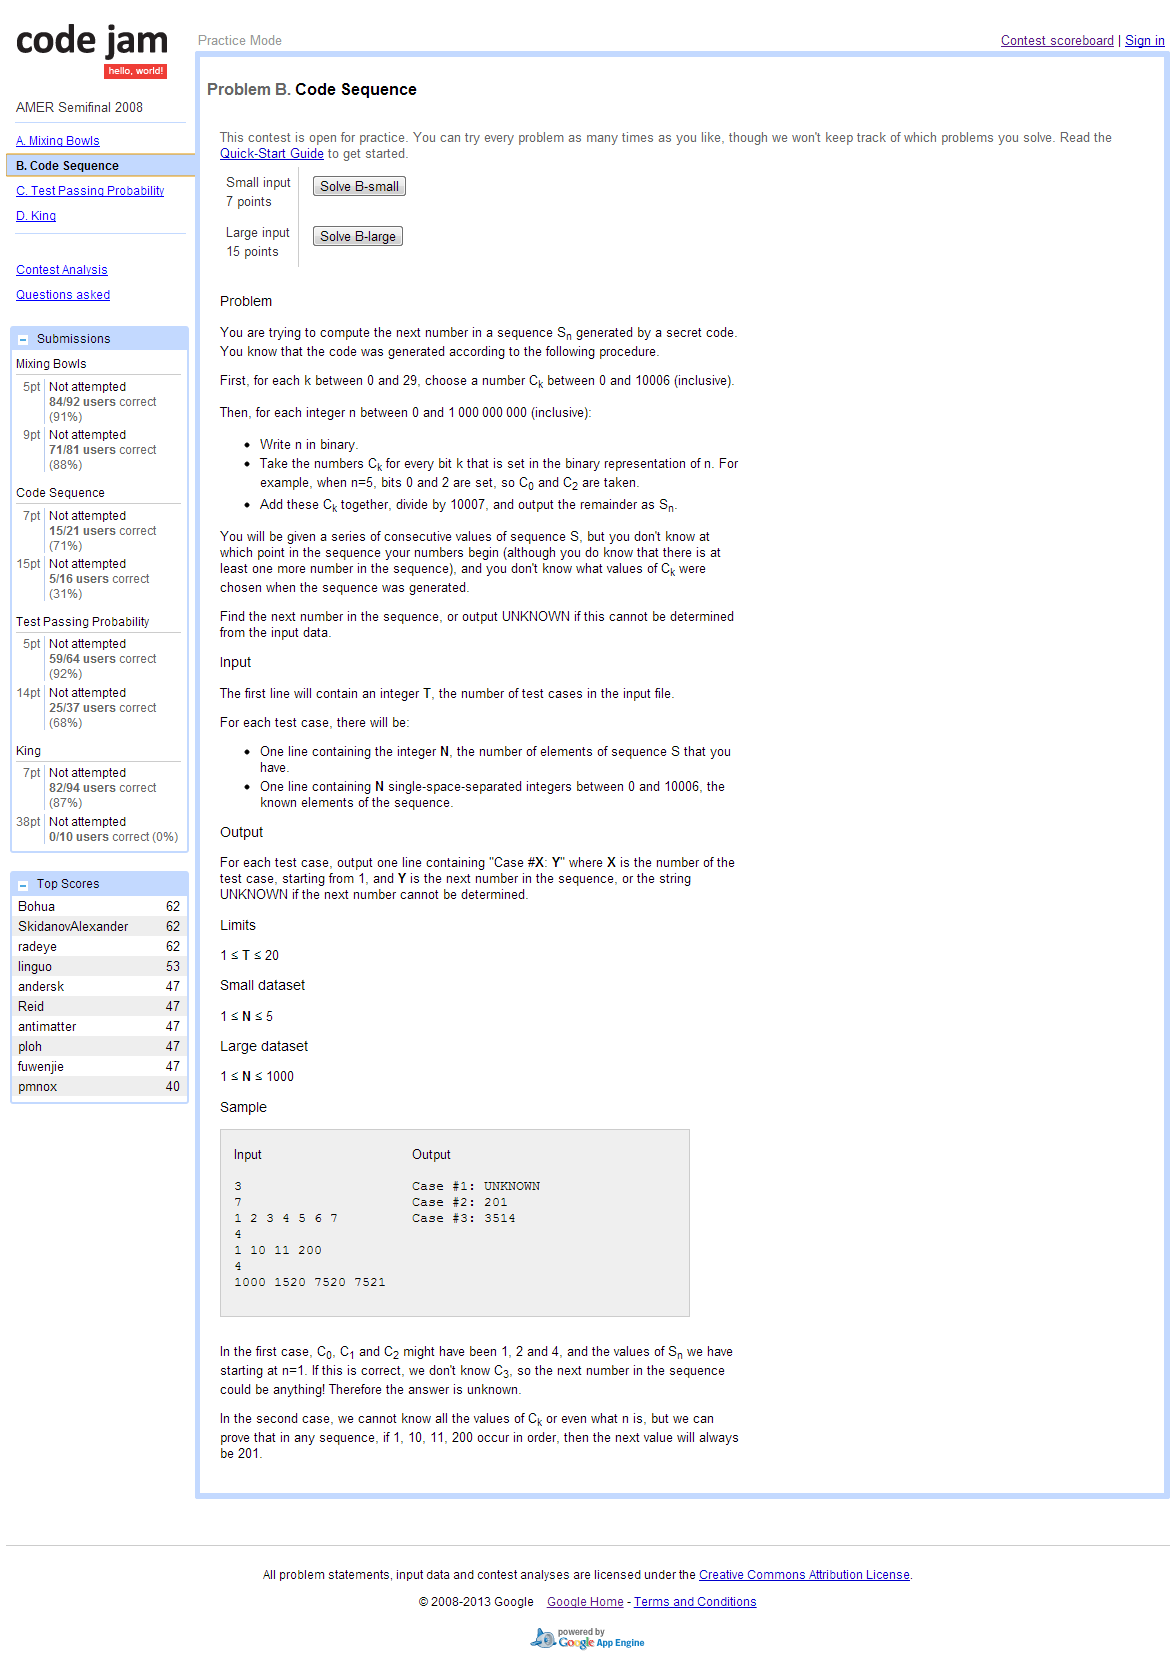 code jam
hello, world!
Practice Mode
Contest scoreboard | Sign in
AMER Semifinal 2008
A. Mixing Bowls
B. Code Sequence
C. Test Passing Probability
D. King
Contest Analysis
Questions asked
Submissions
Mixing Bowls
5pt Not attempted
84/92 users correct
(91%)
9pt Not attempted
71/81 users correct
(88%)
Code Sequence
7pt Not attempted
15/21 users correct
(71%)
15pt Not attempted
5/16 users correct
(31%)
Test Passing Probability
5pt Not attempted
59/64 users correct
(92%)
14pt Not attempted
25/37 users correct
(68%)
King
7pt Not attempted
82/94 users correct
(87%)
38pt Not attempted
0/10 users correct (0%)
Top Scores
Bohua 62
SkidanovAlexander 62
radeye 62
linguo 53
andersk 47
Reid 47
antimatter 47
ploh 47
fuwenjie 47
pmnox 40
Problem B. Code Sequence
This contest is open for practice. You can try every problem as many times as you like, though we won't keep track of which problems you solve. Read the
Quick-Start Guide to get started.
Small input
7 points
Solve B-small
Large input
15 points
Solve B-large
Problem
You are trying to compute the next number in a sequence Sn generated by a secret code.
You know that the code was generated according to the following procedure.
First, for each k between 0 and 29, choose a number Ck between 0 and 10006 (inclusive).
Then, for each integer n between 0 and 1 000 000 000 (inclusive):
• Write n in binary.
• Take the numbers Ck for every bit k that is set in the binary representation of n. For
example, when n=5, bits 0 and 2 are set, so C0 and C2 are taken.
• Add these Ck together, divide by 10007, and output the remainder as Sn.
You will be given a series of consecutive values of sequence S, but you don't know at
which point in the sequence your numbers begin (although you do know that there is at
least one more number in the sequence), and you don't know what values of Ck were
chosen when the sequence was generated.
Find the next number in the sequence, or output UNKNOWN if this cannot be determined
from the input data.
Input
The first line will contain an integer T, the number of test cases in the input file.
For each test case, there will be:
• One line containing the integer N, the number of elements of sequence S that you
have.
• One line containing N single-space-separated integers between 0 and 10006, the
known elements of the sequence.
Output
For each test case, output one line containing "Case #X: Y" where X is the number of the
test case, starting from 1, and Y is the next number in the sequence, or the string
UNKNOWN if the next number cannot be determined.
Limits
1 ≤ T ≤ 20
Small dataset
1 ≤ N ≤ 5
Large dataset
1 ≤ N ≤ 1000
Sample
Input Output
3 Case #1: UNKNOWN
7 Case #2: 201
1 2 3 4 5 6 7 Case #3: 3514
4
1 10 11 200
4
1000 1520 7520 7521
In the first case, C0, C1 and C2 might have been 1, 2 and 4, and the values of Sn we have
starting at n=1. If this is correct, we don't know C3, so the next number in the sequence
could be anything! Therefore the answer is unknown.
In the second case, we cannot know all the values of Ck or even what n is, but we can
prove that in any sequence, if 1, 10, 11, 200 occur in order, then the next value will always
be 201.
All problem statements, input data and contest analyses are licensed under the Creative Commons Attribution License.
© 2008-2013 Google Google Home - Terms and Conditions
powered by
Google App Engine